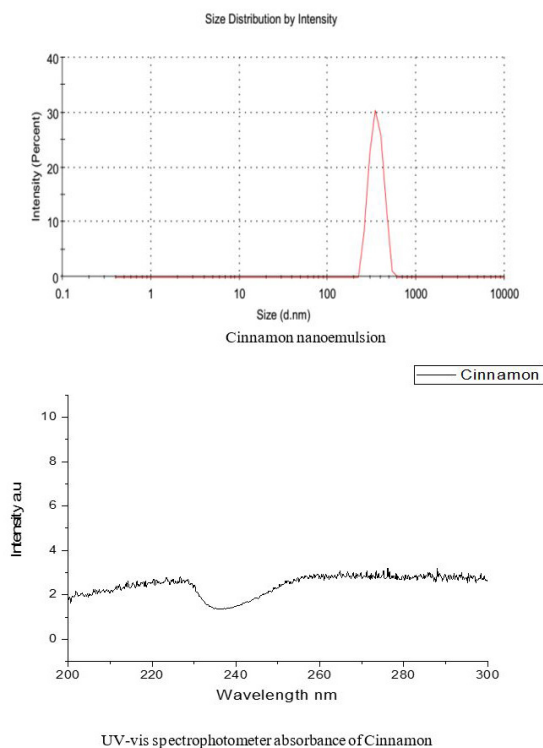 Size Distribution by Intensity
Intensity (Percent)
40
30
20
10
0
0.1 1 10 100 1000 10000
Size (d.nm)
Cinnamon nanoemulsion
Cinnamon
Intensity a.u
10
8
6
4
2
0
200 220 240 260 280 300
Wavelength nm
UV-vis spectrophotometer absorbance of Cinnamon